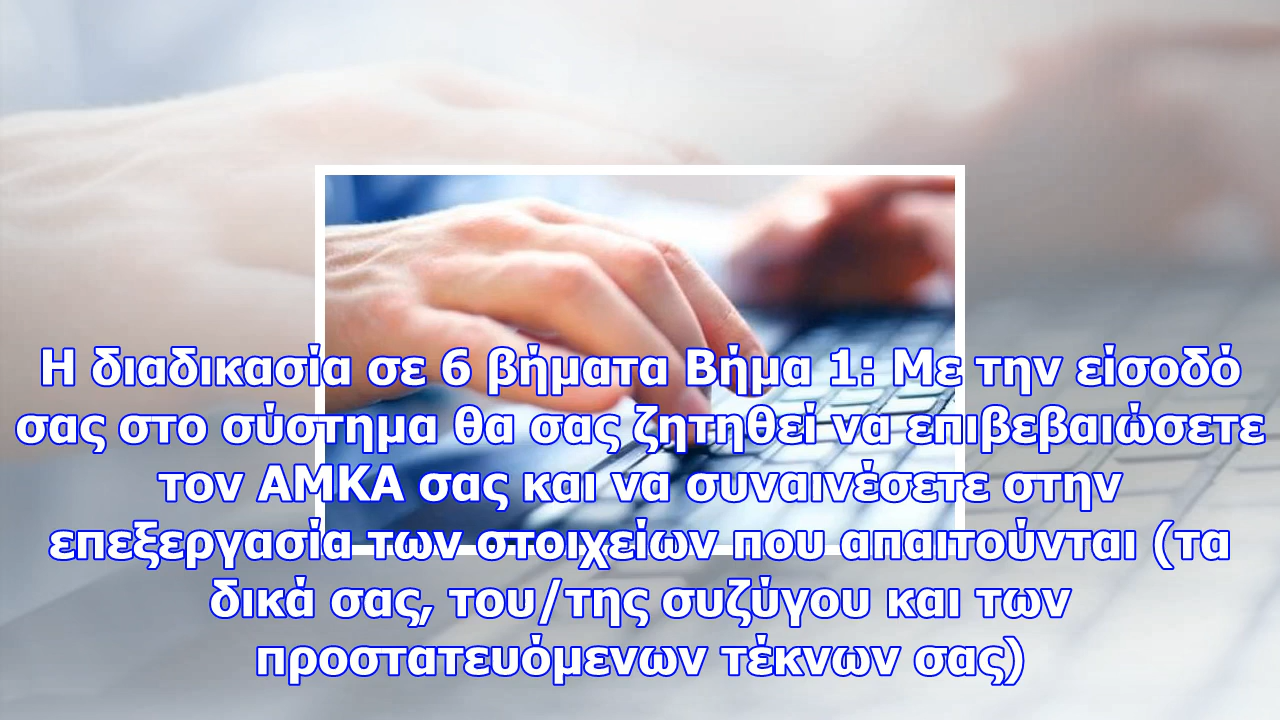 Η διαδικασία σε 6 βήματα Βήμα 1: Με την είσοδό
σας στο σύστημα θα σας ζητηθεί να επιβεβαιώσετε
τον ΑΜΚΑ σας και να συναινέσετε στην
επεξεργασία των στοιχείων που απαιτούνται (τα
δικά σας, του/της συζύγου και των
προστατευόμενων τέκνων σας)